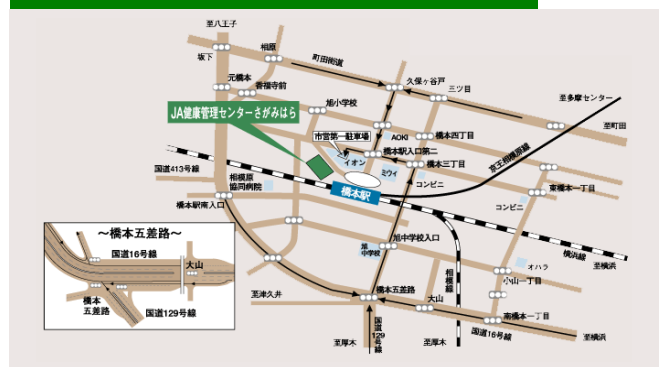 至八王子
坂下
相原
町田街道
久保ヶ谷戸
三ツ目
至多摩センター
至町田
元橋本
香福寺前
旭小学校
JA健康管理センターさがみはら
市営第一駐車場
AOKI
橋本四丁目
イオン
橋本駅入口第二
ミウイ
橋本三丁目
京王相模原線
国道413号線
相模原
協同病院
橋本駅
コンビニ
コンビニ
東橋本一丁目
橋本駅南入口
旭中学校入口
旭
中学校
横浜線
至横浜
オハラ
小山一丁目
相模線
～橋本五差路～
国道16号線
大山
橋本
五差路
国道129号線
至津久井
橋本五差路
大山
南橋本一丁目
国道16号線
至横浜
国道129号線
至厚木
至厚木